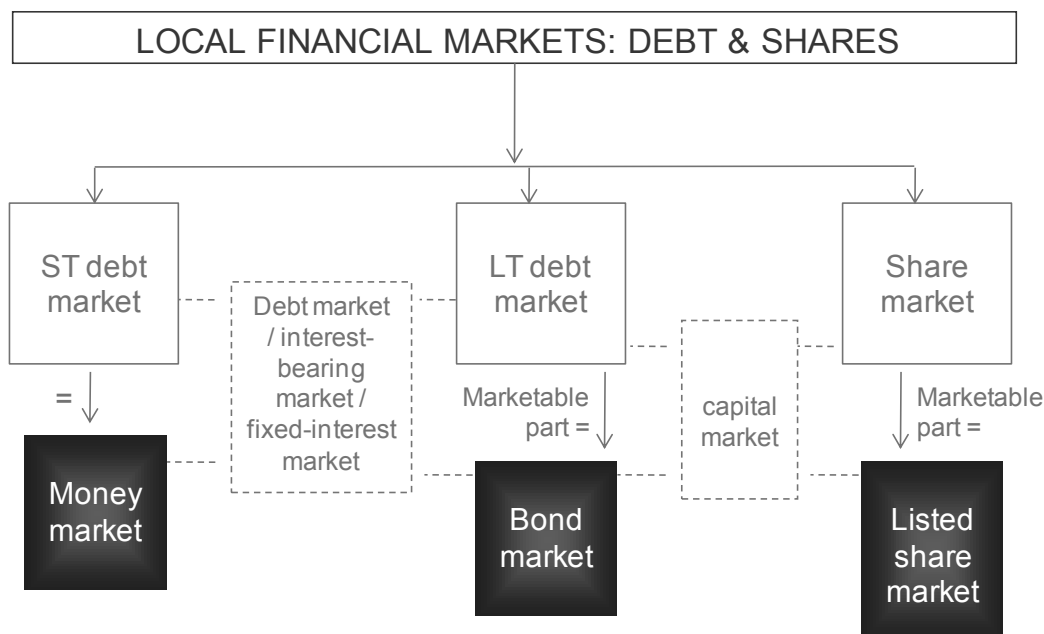 LOCAL FINANCIAL MARKETS: DEBT & SHARES
ST debt
market
LT debt
market
Share
market
Debt market
/ interest-
bearing
market /
fixed-interest
market
capital
market
=
Marketable
part =
Marketable
part =
Money
market
Bond
market
Listed
share
market